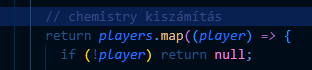 // chemistry kiszámítás
return players.map((player) => {
if (!player) return null;